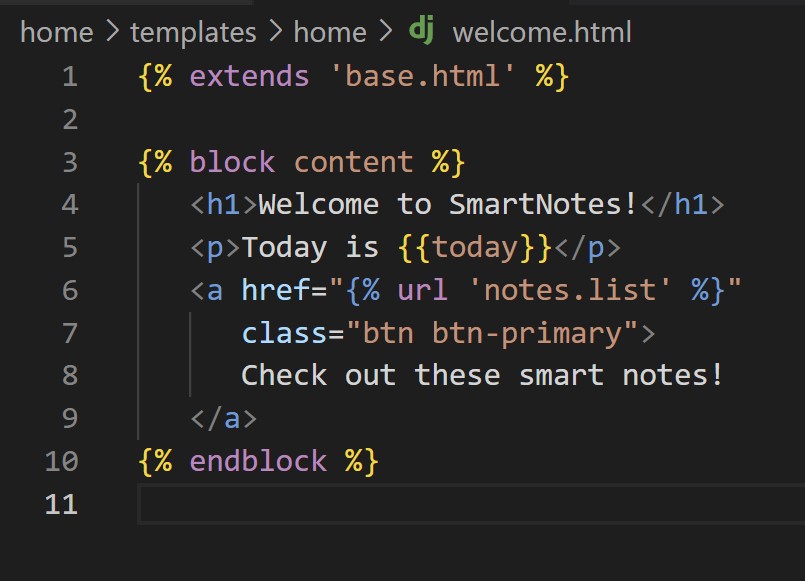 home > templates > home > dj welcome.html
1 {% extends 'base.html' %}
2
3 {% block content %}
4 <h1>Welcome to SmartNotes!</h1>
5 <p>Today is {{today}}</p>
6 <a href="{% url 'notes.list' %}"
7 class="btn btn-primary">
8 Check out these smart notes!
9 </a>
10 {% endblock %}
11